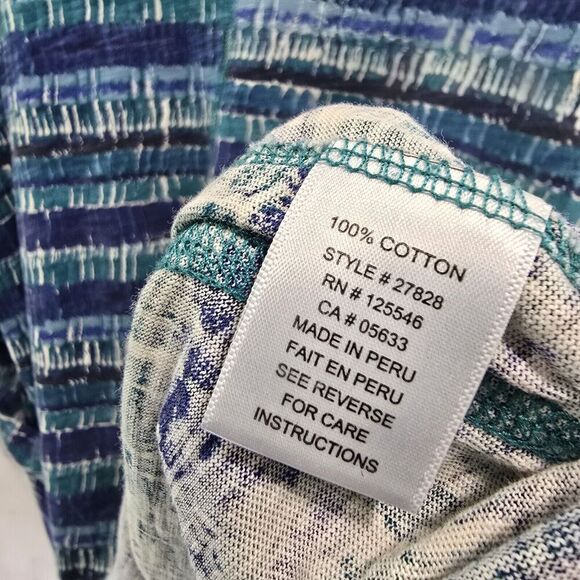 100% COTTON
STYLE # 27828
RN # 125546
CA # 05633
MADE IN PERU
FAIT EN PERU
SEE REVERSE
FOR CARE
INSTRUCTIONS